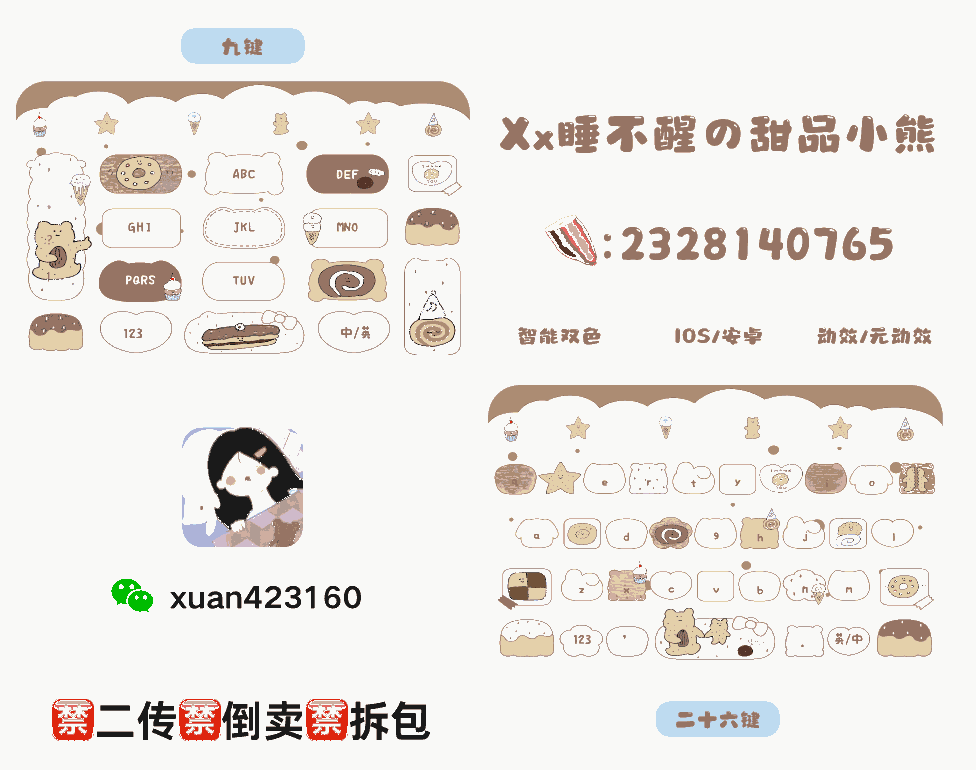 九键
ABC
DEF
GHI
JKL
MNO
PQRS
TUV
123
中/英
Xx睡不醒の甜品小熊
:2328140765
智能双色
IOS/安卓
动效/无动效
q
e
r
t
y
i
o
a
d
g
h
j
l
z
x
c
v
b
n
m
123
英/中
xuan423160
禁二传禁倒卖禁拆包
二十六键